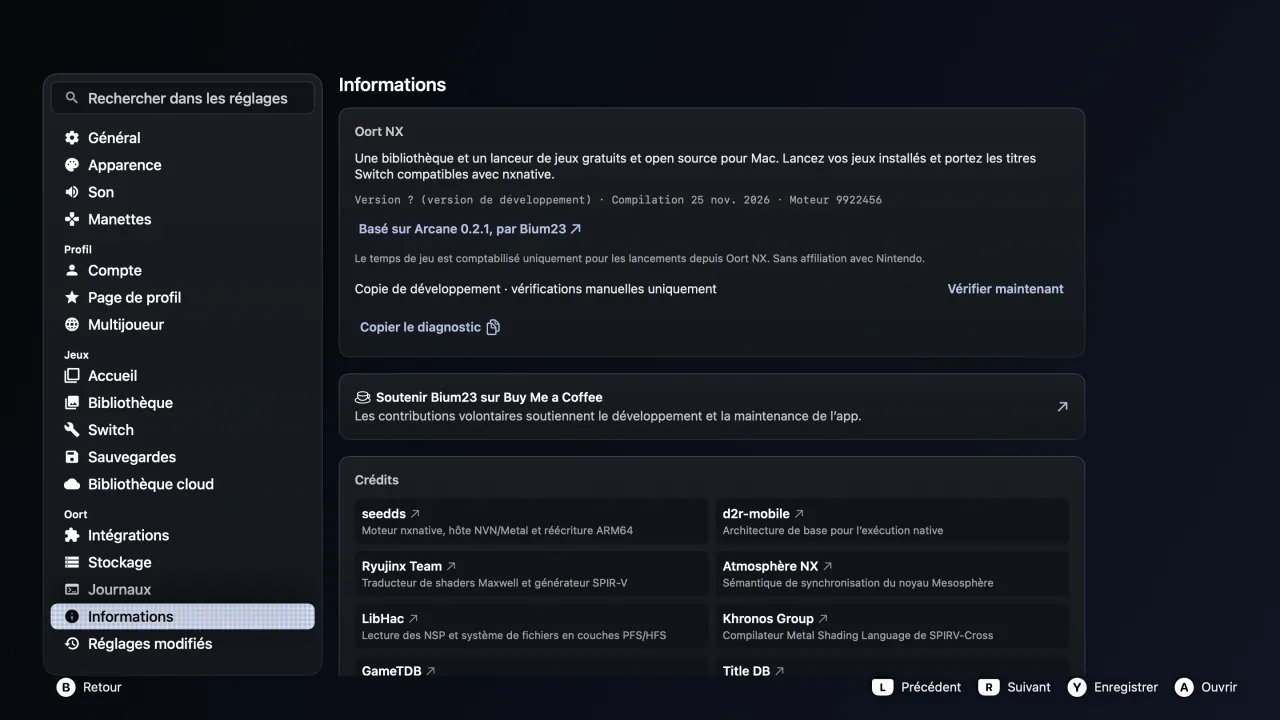 Rechercher dans les réglages
Général
Apparence
Son
Manettes
Profil
Compte
Page de profil
Multijoueur
Jeux
Accueil
Bibliothèque
Switch
Sauvegardes
Bibliothèque cloud
Oort
Intégrations
Stockage
Journaux
Informations
Réglages modifiés
Informations
Oort NX
Une bibliothèque et un lanceur de jeux gratuits et open source pour Mac. Lancez vos jeux installés et portez les titres
Switch compatibles avec nxnative.
Version ? (version de développement) · Compilation 25 nov. 2026 · Moteur 9922456
Basé sur Arcane 0.2.1, par Bium23
Le temps de jeu est comptabilisé uniquement pour les lancements depuis Oort NX. Sans affiliation avec Nintendo.
Copie de développement · vérifications manuelles uniquement
Vérifier maintenant
Copier le diagnostic
Soutenir Bium23 sur Buy Me a Coffee
Les contributions volontaires soutiennent le développement et la maintenance de l’app.
Crédits
seedds
Moteur nxnative, hôte NVN/Metal et réécriture ARM64
d2r-mobile
Architecture de base pour l’exécution native
Ryujinx Team
Traducteur de shaders Maxwell et générateur SPIR-V
Atmosphère NX
Sémantique de synchronisation du noyau Mesosphère
LibHac
Lecture des NSP et système de fichiers en couches PFS/HFS
Khronos Group
Compilateur Metal Shading Language de SPIRV-Cross
GameTDB
Title DB
B Retour
L Précédent
R Suivant
Y Enregistrer
A Ouvrir